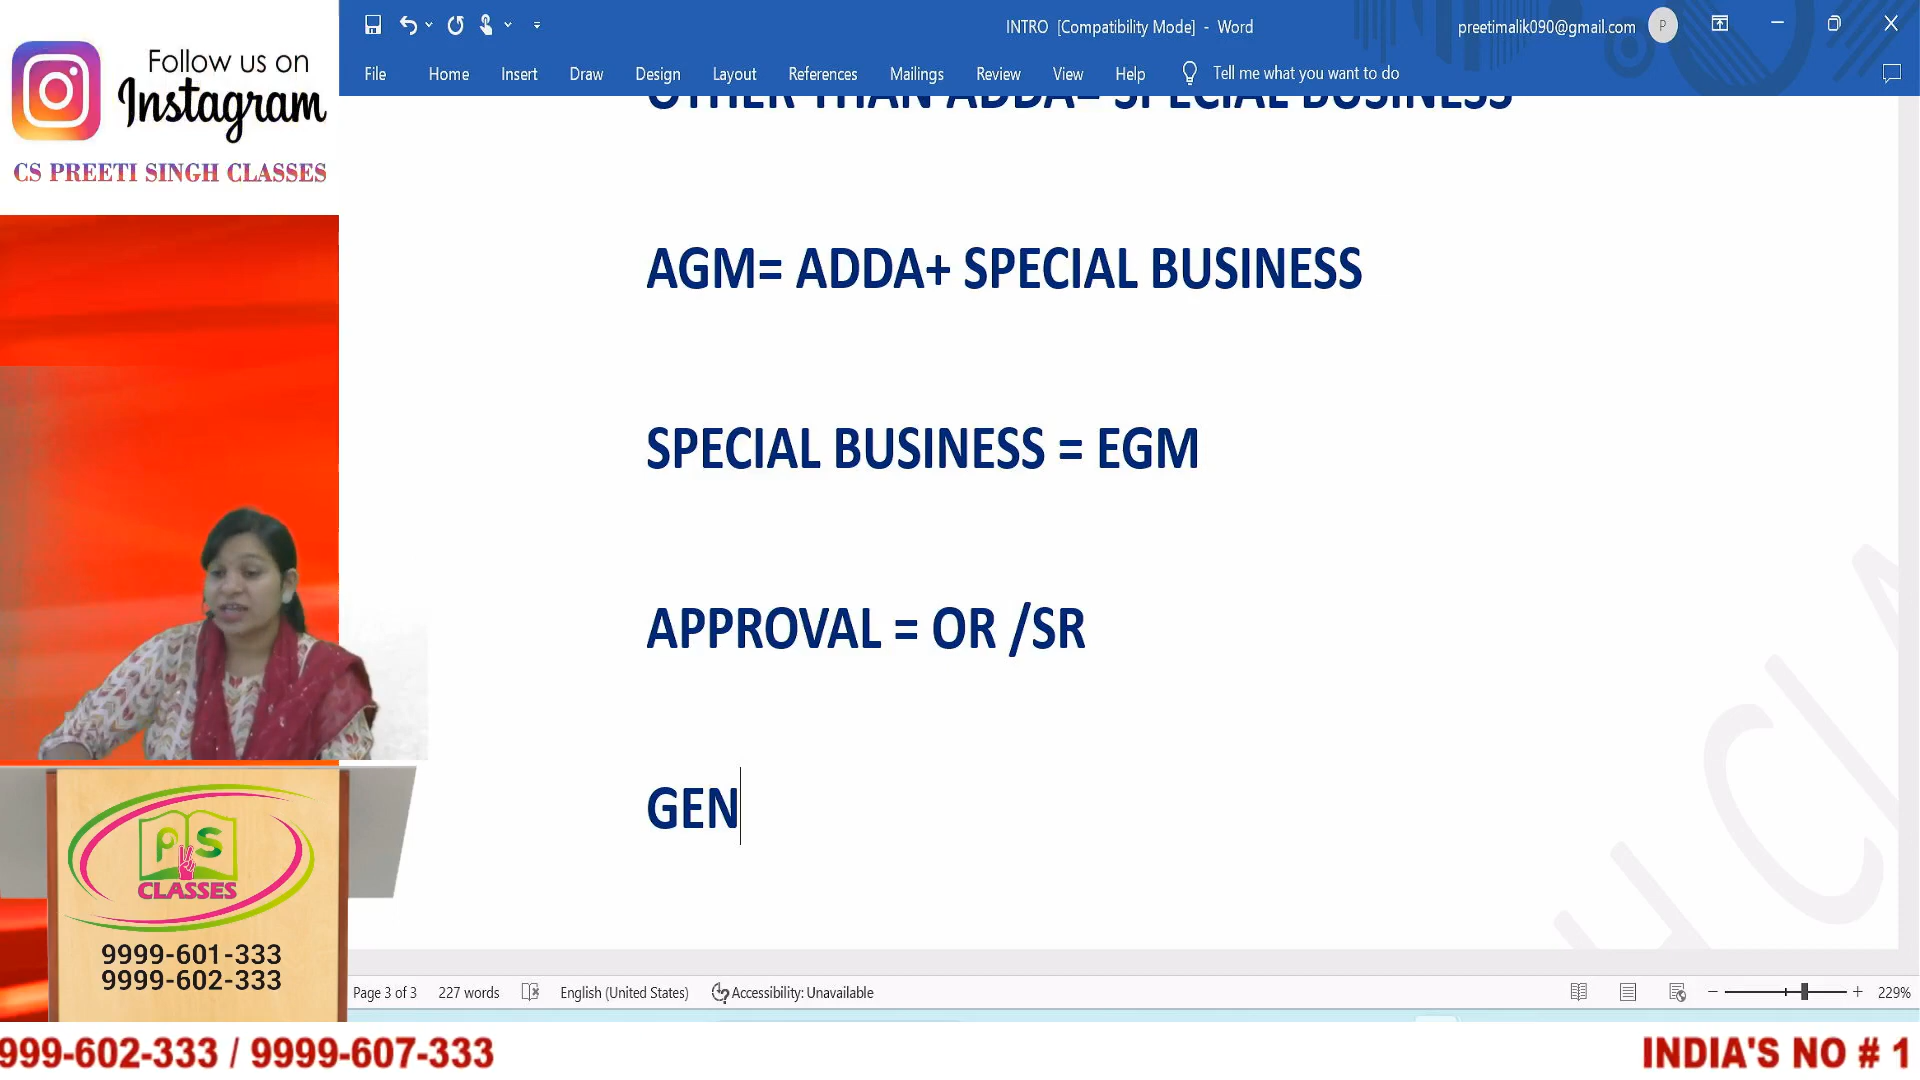 Follow us on
Instagram
CS PREETI SINGH CLASSES
INTRO [Compatibility Mode] - Word
preetimalik090@gmail.com
P
File Home Insert Draw Design Layout References Mailings Review View Help Tell me what you want to do
OTHER THAN ADDA= SPECIAL BUSINESS
AGM= ADDA+ SPECIAL BUSINESS
SPECIAL BUSINESS = EGM
APPROVAL = OR /SR
GEN
H CLA
PS
CLASSES
9999-601-333
9999-602-333
Page 3 of 3 227 words English (United States) Accessibility: Unavailable
229%
999-602-333 / 9999-607-333
INDIA'S NO # 1